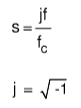 s = jf / f_c
j = √-1